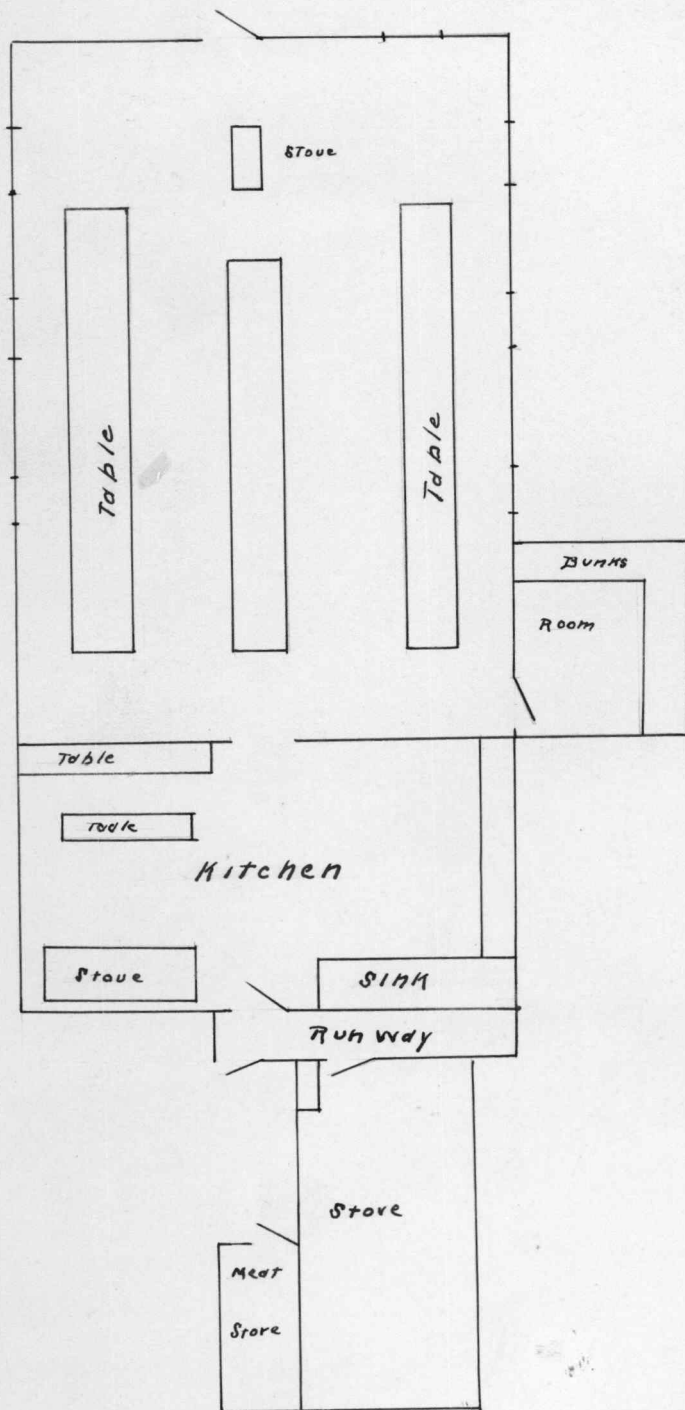 Stove
Table
Table
Bunks
Room
Table
Table
Kitchen
Stove
Sink
Run Way
Store
Meat
Store